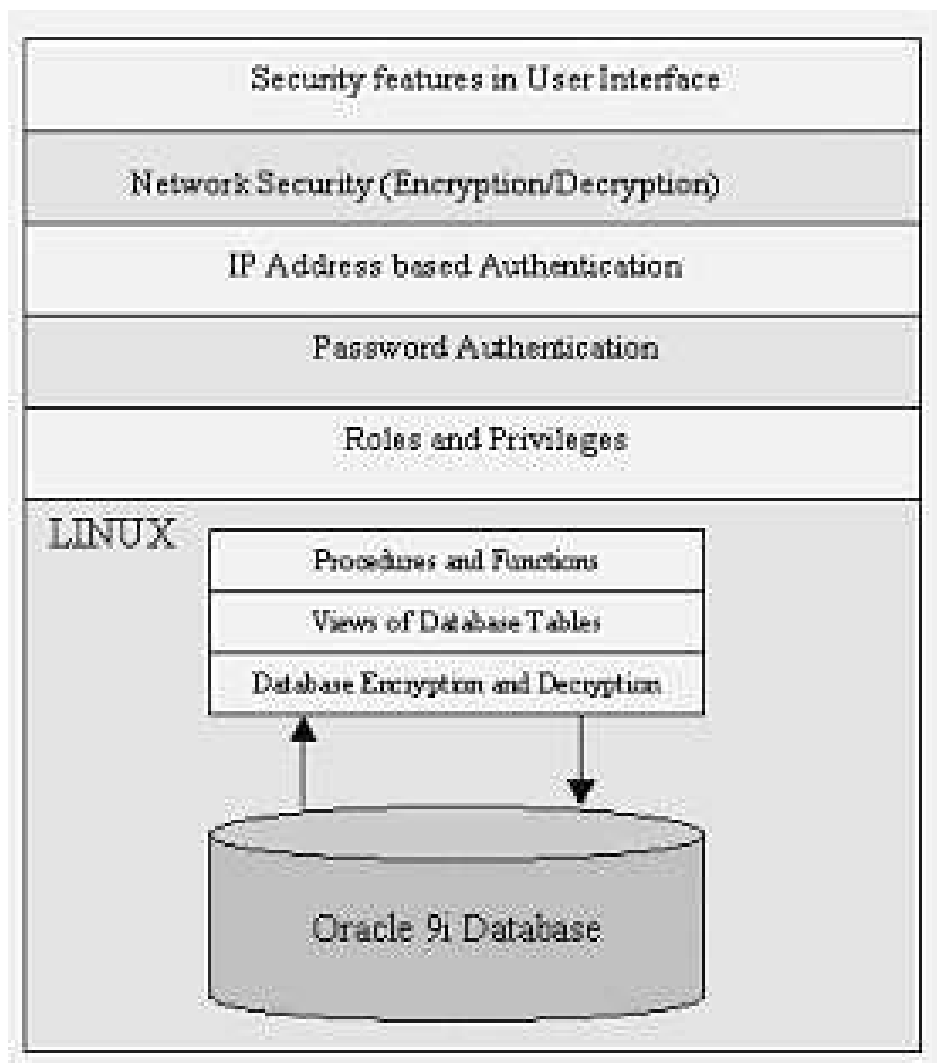 Security features in User Interface
Network Security (Encryption/Decryption)
IP Address based Authentication
Password Authentication
Roles and Privileges
LINUX
Procedures and Functions
Views of Database Tables
Database Encryption and Decryption
Oracle 9i Database